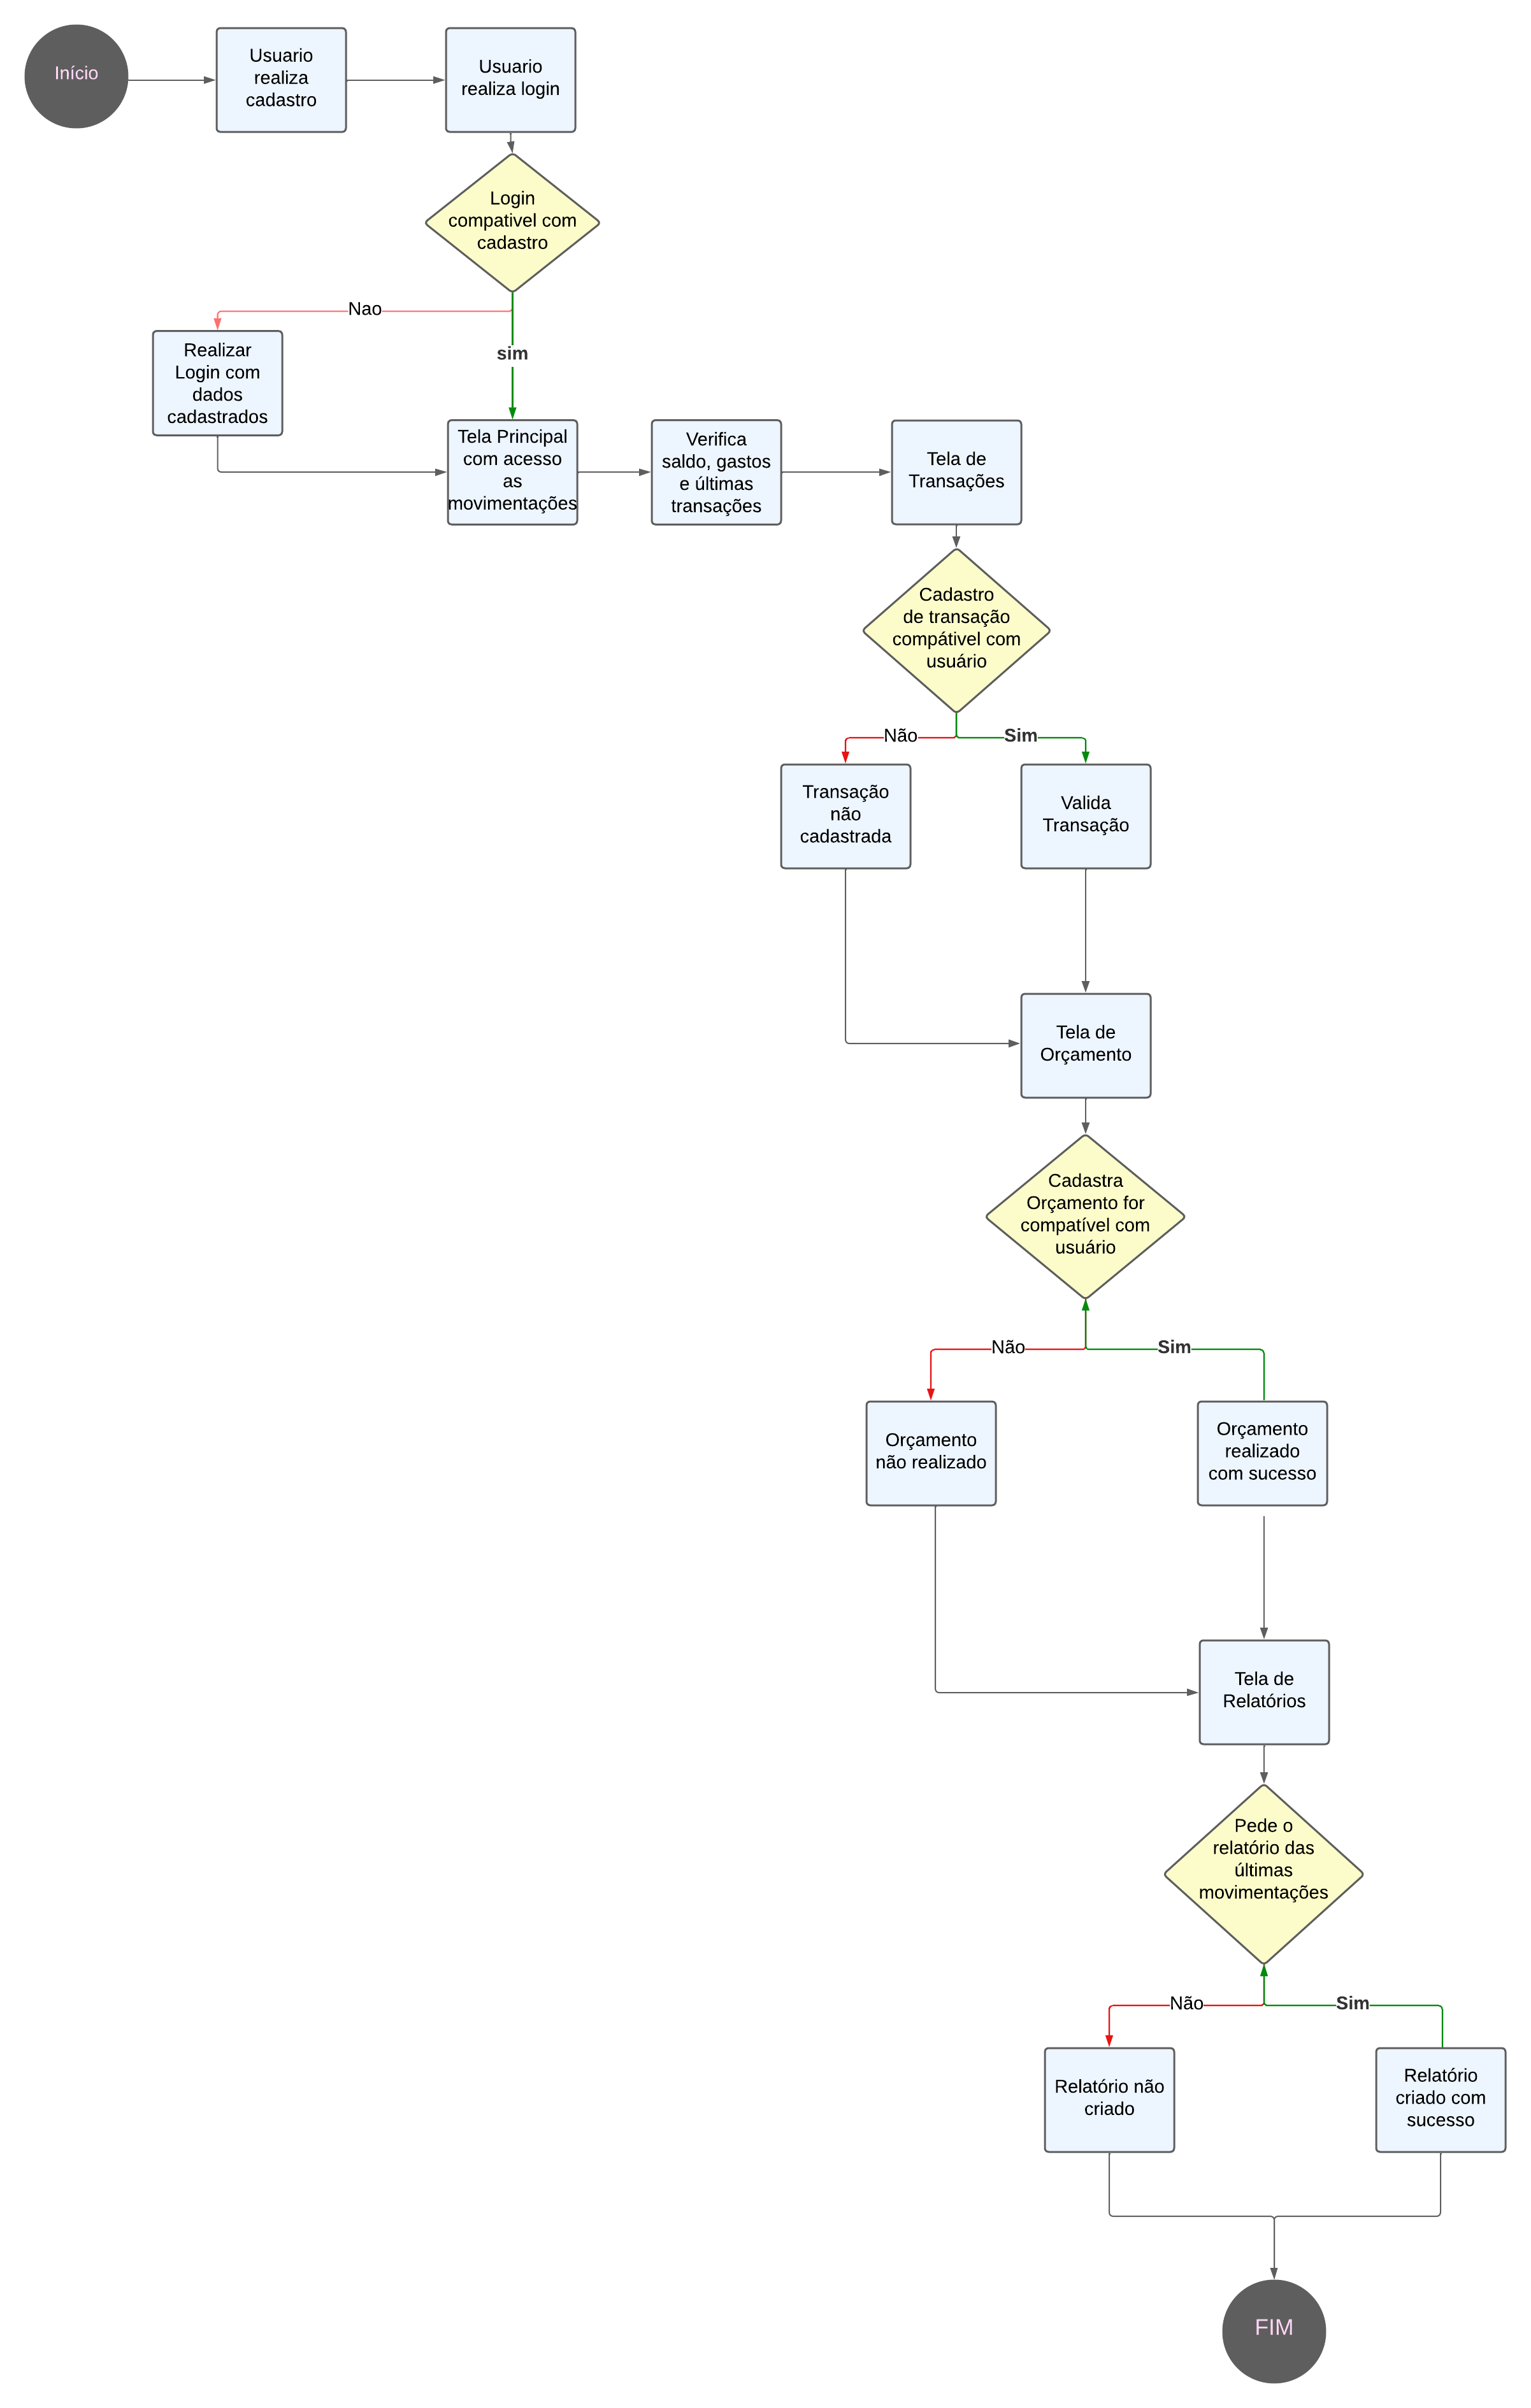 Início
Usuario
realiza
cadastro
Usuario
realiza login
Login
compativel com
cadastro
Nao
sim
Realizar
Login com
dados
cadastrados
Tela Principal
com acesso
as
movimentações
Verifica
saldo, gastos
e últimas
transações
Tela de
Transações
Cadastro
de transação
compátivel com
usuário
Não
Sim
Transação
não
cadastrada
Valida
Transação
Tela de
Orçamento
Cadastra
Orçamento for
compatível com
usuário
Não
Sim
Orçamento
não realizado
Orçamento
realizado
com sucesso
Tela de
Relatórios
Pede o
relatório das
últimas
movimentações
Não
Sim
Relatório não
criado
Relatório
criado com
sucesso
FIM